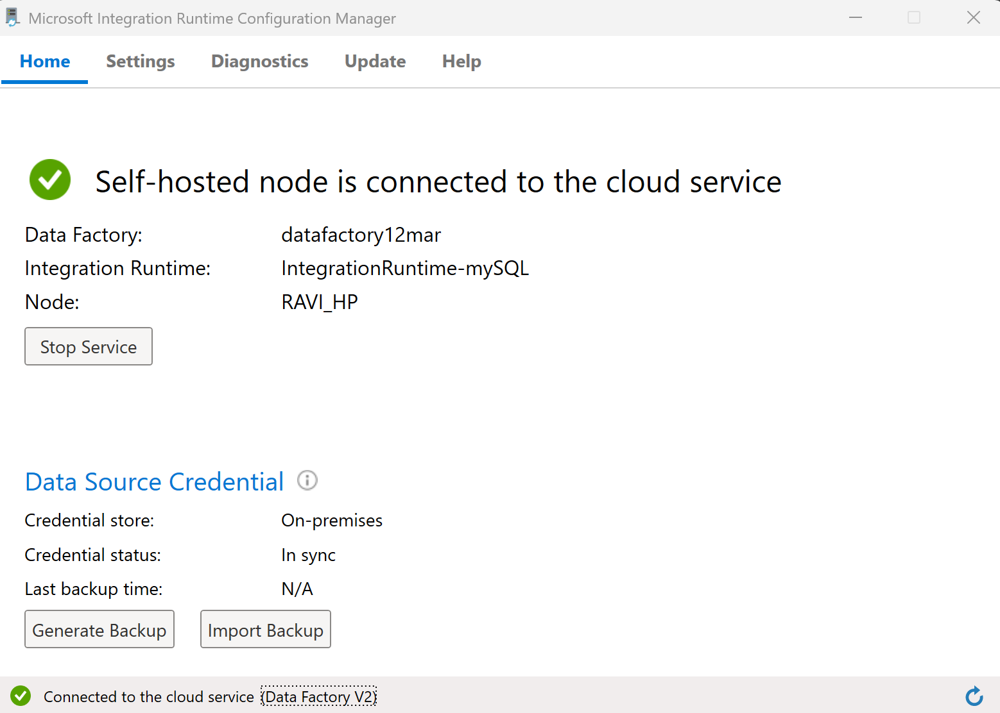 Microsoft Integration Runtime Configuration Manager
Home Settings Diagnostics Update Help
Self-hosted node is connected to the cloud service
Data Factory: datafactory12mar
Integration Runtime: IntegrationRuntime-mySQL
Node: RAVI_HP
Stop Service
Data Source Credential
Credential store: On-premises
Credential status: In sync
Last backup time: N/A
Generate Backup Import Backup
Connected to the cloud service (Data Factory V2)